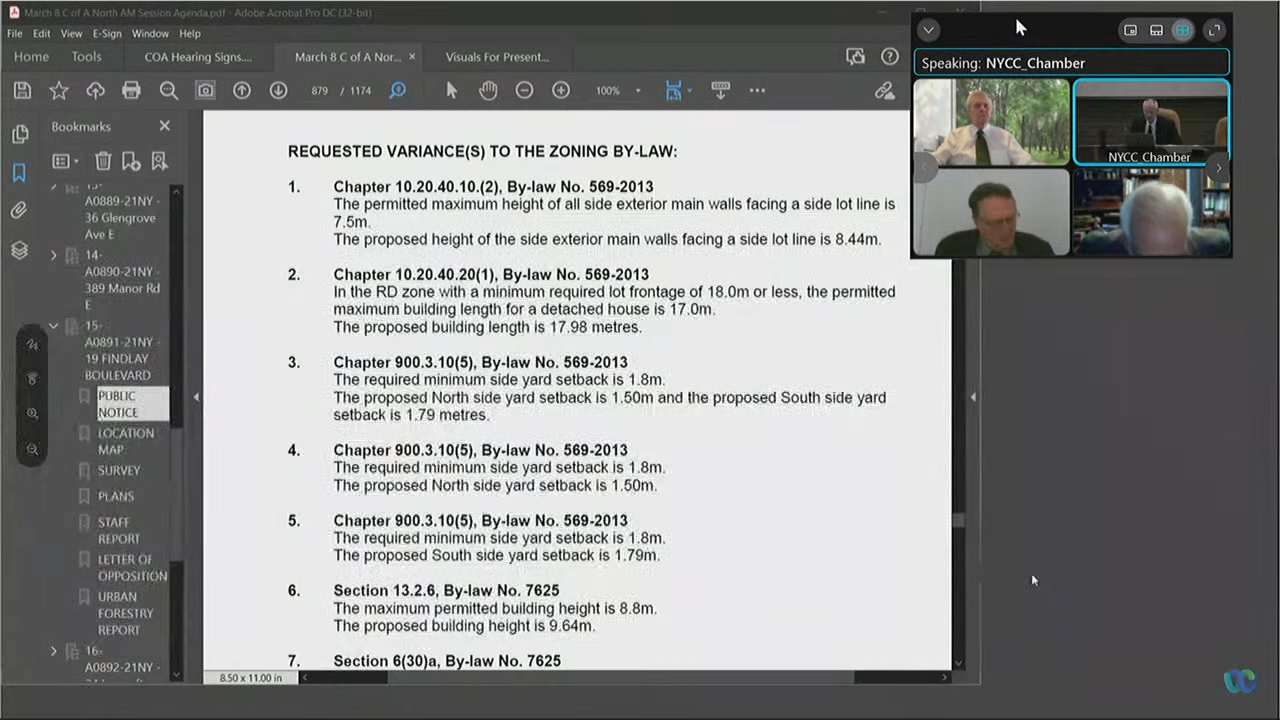 March 8 C of A North AM Session Agenda.pdf - Adobe Acrobat Pro DC (32-bit)
File Edit View E-Sign Window Help
Home Tools COA Hearing Signs.... March 8 C of A Nor... × Visuals For Present...
879 / 1174 100%
Bookmarks
A0889-21NY -
36 Glengrove
Ave E
14-
A0890-21NY -
389 Manor Rd
E
15-
A0891-21NY -
19 FINDLAY
BOULEVARD
PUBLIC
NOTICE
LOCATION
MAP
SURVEY
PLANS
STAFF
REPORT
LETTER OF
OPPOSITION
URBAN
FORESTRY
REPORT
16-
A0892-21NY -
REQUESTED VARIANCE(S) TO THE ZONING BY-LAW:
1. Chapter 10.20.40.10.(2), By-law No. 569-2013
The permitted maximum height of all side exterior main walls facing a side lot line is
7.5m.
The proposed height of the side exterior main walls facing a side lot line is 8.44m.
2. Chapter 10.20.40.20(1), By-law No. 569-2013
In the RD zone with a minimum required lot frontage of 18.0m or less, the permitted
maximum building length for a detached house is 17.0m.
The proposed building length is 17.98 metres.
3. Chapter 900.3.10(5), By-law No. 569-2013
The required minimum side yard setback is 1.8m.
The proposed North side yard setback is 1.50m and the proposed South side yard
setback is 1.79 metres.
4. Chapter 900.3.10(5), By-law No. 569-2013
The required minimum side yard setback is 1.8m.
The proposed North side yard setback is 1.50m.
5. Chapter 900.3.10(5), By-law No. 569-2013
The required minimum side yard setback is 1.8m.
The proposed South side yard setback is 1.79m.
6. Section 13.2.6, By-law No. 7625
The maximum permitted building height is 8.8m.
The proposed building height is 9.64m.
7. Section 6(30)a, By-law No. 7625
8.50 x 11.00 in
Speaking: NYCC_Chamber
NYCC_Chamber